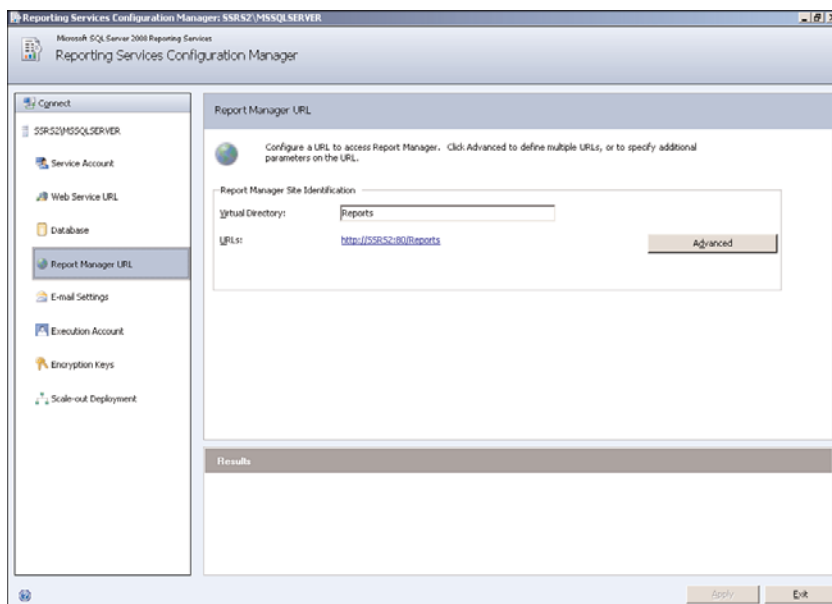 Reporting Services Configuration Manager: SSRS2\MSSQLSERVER
Microsoft SQL Server 2008 Reporting Services
Reporting Services Configuration Manager
Connect
SSRS2\MSSQLSERVER
Service Account
Web Service URL
Database
Report Manager URL
E-mail Settings
Execution Account
Encryption Keys
Scale-out Deployment
Report Manager URL
Configure a URL to access Report Manager. Click Advanced to define multiple URLs, or to specify additional
parameters on the URL.
Report Manager Site Identification
Virtual Directory:
Reports
URLs:
http://SSRS2:80/Reports
Advanced
Results
Apply
Exit